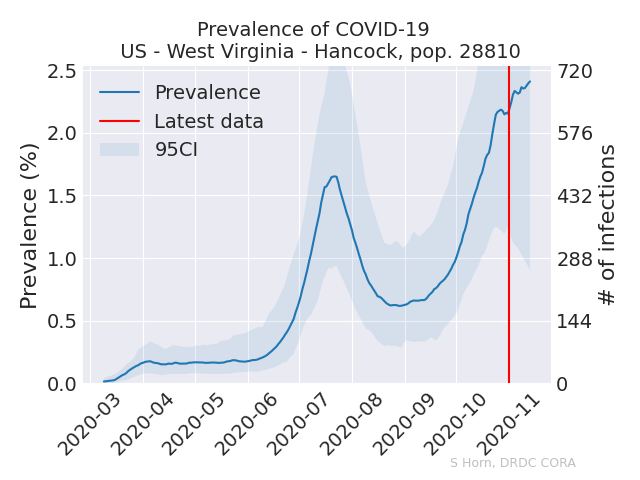 Prevalence of COVID-19
US - West Virginia - Hancock, pop. 28810
Prevalence
Latest data
95CI
Prevalence (%)
2.5
2.0
1.5
1.0
0.5
0.0
720
576
432
288
144
0
# of infections
2020-03
2020-04
2020-05
2020-06
2020-07
2020-08
2020-09
2020-10
2020-11
S Horn, DRDC CORA